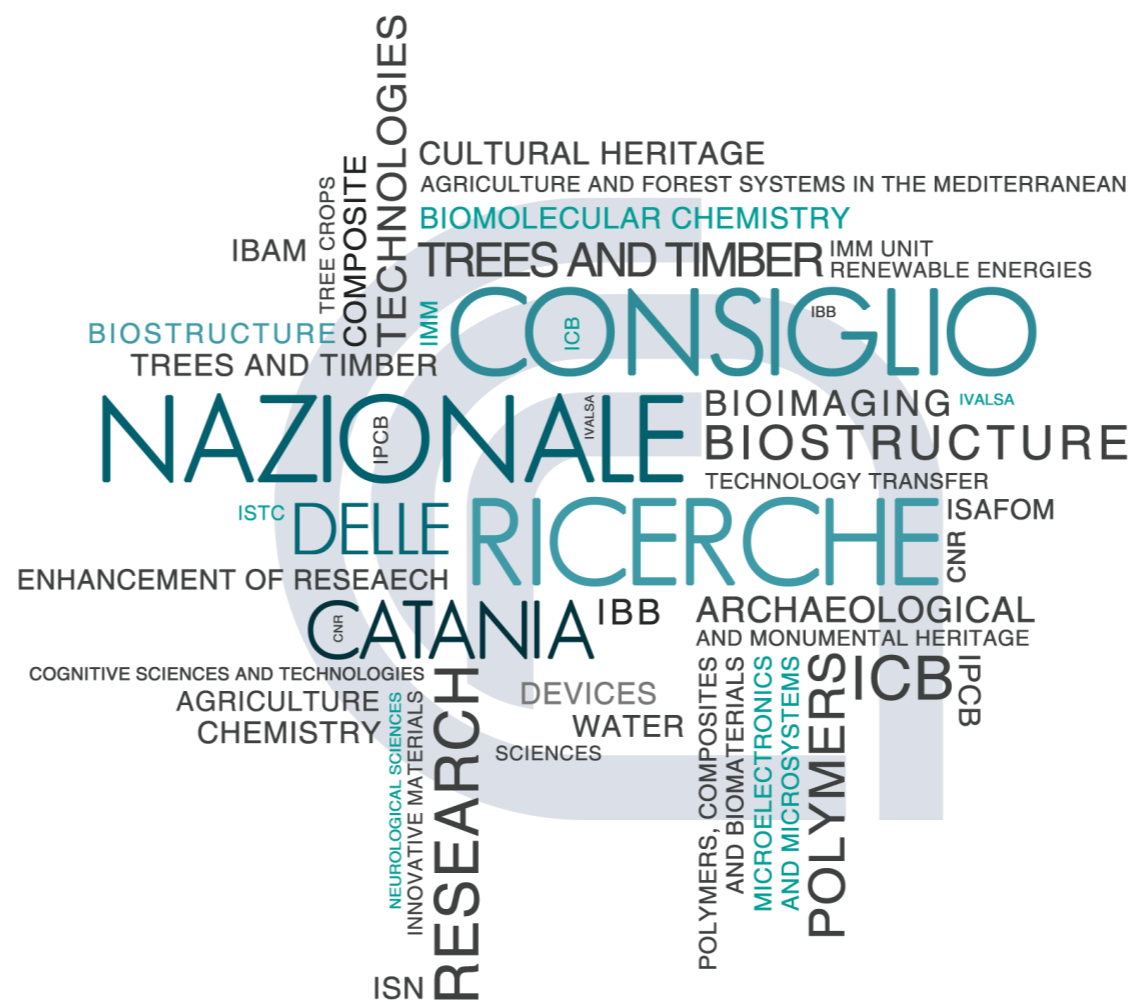 TECHNOLOGIES
COMPOSITE
TREE CROPS
CULTURAL HERITAGE
AGRICULTURE AND FOREST SYSTEMS IN THE MEDITERRANEAN
BIOMOLECULAR CHEMISTRY
IBAM
TREES AND TIMBER
IMM UNIT
RENEWABLE ENERGIES
BIOSTRUCTURE
IMM
CONSIGLIO
ICB
IBB
TREES AND TIMBER
NAZIONALE
IPCB
IVALSA
BIOIMAGING
IVALSA
BIOSTRUCTURE
TECHNOLOGY TRANSFER
ISTC
DELLE
RICERCHE
ISAFOM
CNR
ENHANCEMENT OF RESEAECH
CATANIA
CNR
IBB
ARCHAEOLOGICAL
AND MONUMENTAL HERITAGE
COGNITIVE SCIENCES AND TECHNOLOGIES
AGRICULTURE
CHEMISTRY
NEUROLOGICAL SCIENCES
INNOVATIVE MATERIALS
RESEARCH
DEVICES
WATER
SCIENCES
POLYMERS, COMPOSITES
AND BIOMATERIALS
MICROELECTRONICS
AND MICROSYSTEMS
POLYMERS
ICB
IPCB
ISN